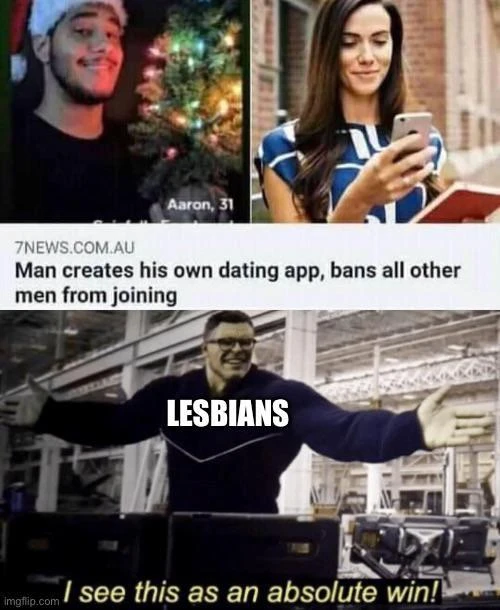 Aaron, 31
7NEWS.COM.AU
Man creates his own dating app, bans all other
men from joining
LESBIANS
I see this as an absolute win!
imgflip.com